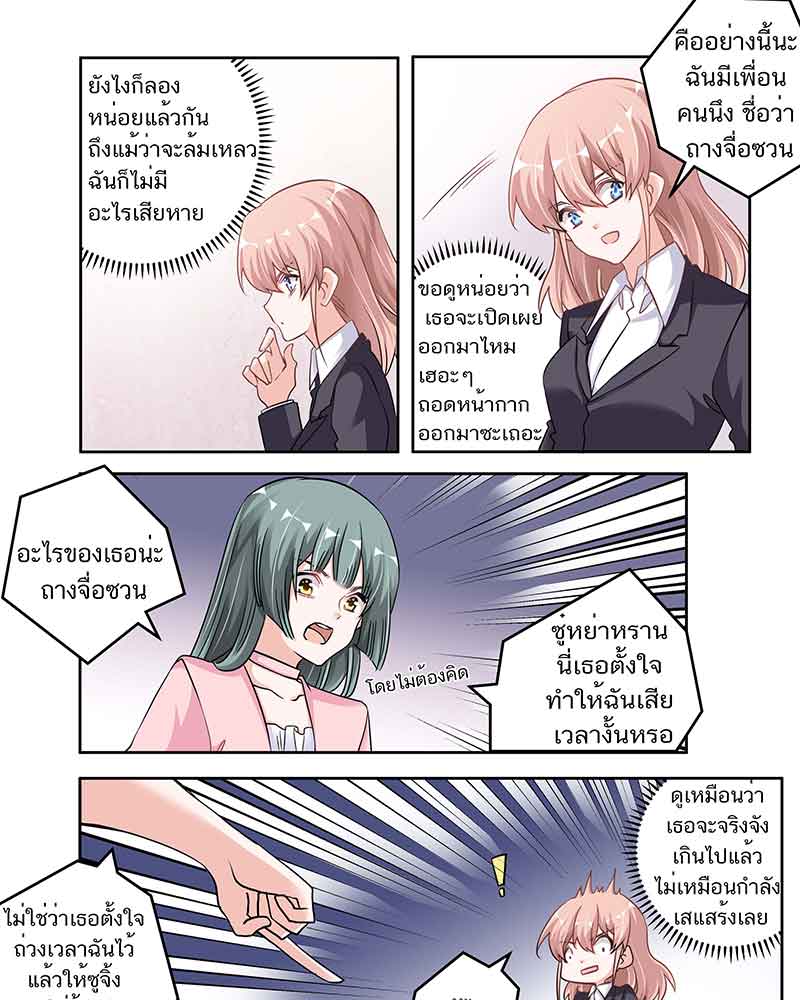 ยังไงก็ลอง
หน่อยแล้วกัน
ถึงแม้ว่าจะล้มเหลว
ฉันก็ไม่มี
อะไรเสียหาย
คืออย่างนี้นะ
ฉันมีเพื่อน
คนนึง ชื่อว่า
ถางจื่อซวน
ขอดูหน่อยว่า
เธอจะเปิดเผย
ออกมาไหม
เฮอะๆ
ถอดหน้ากาก
ออกมาซะเถอะ
อะไรของเธอน่ะ
ถางจื่อซวน
โดยไม่ต้องคิด
ซู๋หย่าหราน
นี่เธอตั้งใจ
ทำให้ฉันเสีย
เวลางั้นหรอ
ดูเหมือนว่า
เธอจะจริงจัง
เกินไปแล้ว
ไม่เหมือนกำลัง
เสแสร้งเลย
ไม่ใช่ว่าเธอตั้งใจ
ถ่วงเวลาฉันไว้
แล้วให้ซูจิ้ง